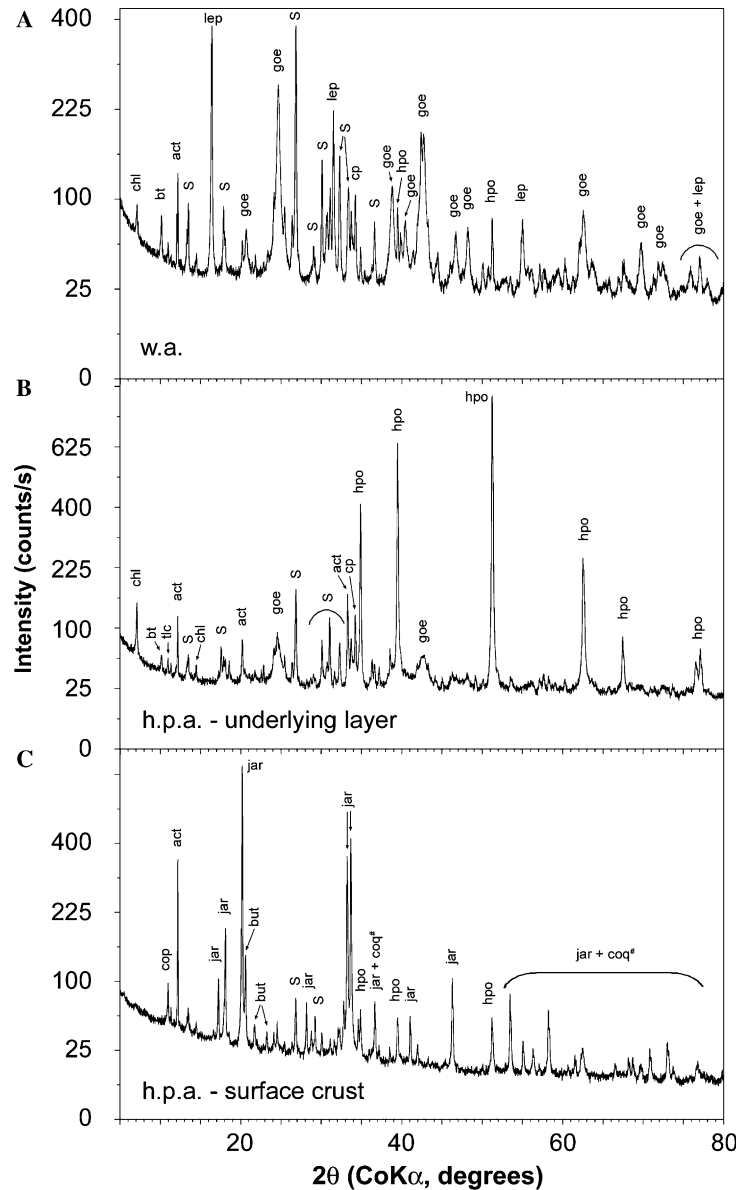 A
400
225
100
25
0
chl
bt
act
S
lep
S
goe
goe
S
S
S
lep
S
cp
S
goe
hpo
goe
goe
goe
goe
hpo
lep
goe
goe
goe
goe + lep
w.a.
B
625
400
225
100
25
0
chl
bt
tlc
act
S
chl
S
act
goe
S
S
act
cp
hpo
hpo
goe
hpo
hpo
hpo
hpo
h.p.a. - underlying layer
Intensity (counts/s)
C
400
225
100
25
0
cop
act
jar
jar
jar
but
but
S
jar
S
jar
hpo
jar + coq#
hpo
jar
jar
hpo
jar + coq#
h.p.a. - surface crust
20
40
60
80
2θ (CoKα, degrees)